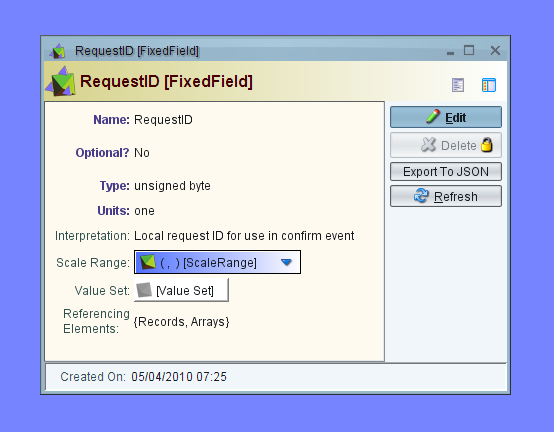 RequestID [FixedField]
RequestID [FixedField]
Name: RequestID
Optional? No
Type: unsigned byte
Units: one
Interpretation: Local request ID for use in confirm event
Scale Range: ( , ) [ScaleRange]
Value Set: [Value Set]
Referencing
Elements: {Records, Arrays}
Edit
Delete
Export To JSON
Refresh
Created On: 05/04/2010 07:25